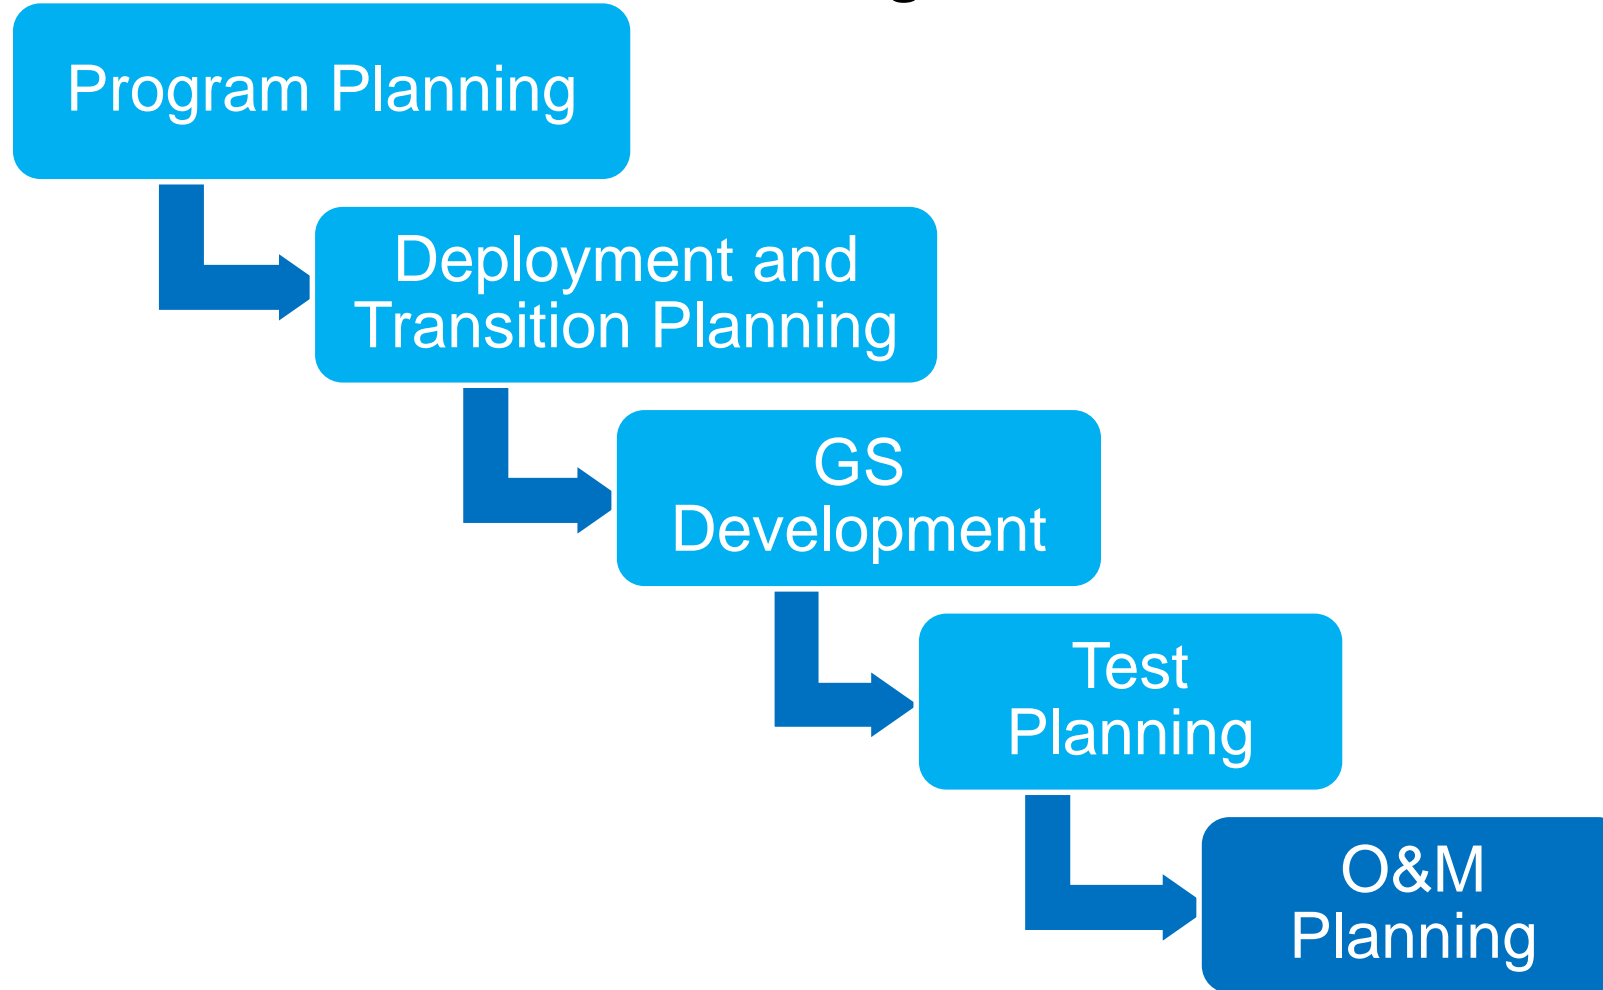 Program Planning
Deployment and
Transition Planning
GS
Development
Test
Planning
O&M
Planning